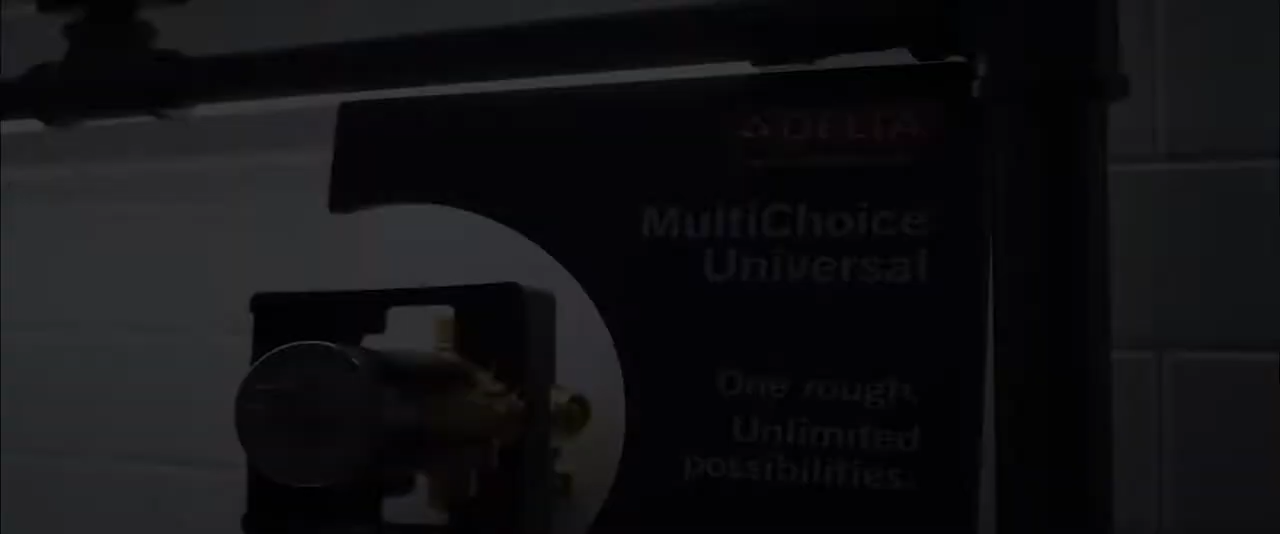 DELTA
MultiChoice
Universal
One rough.
Unlimited
possibilities.